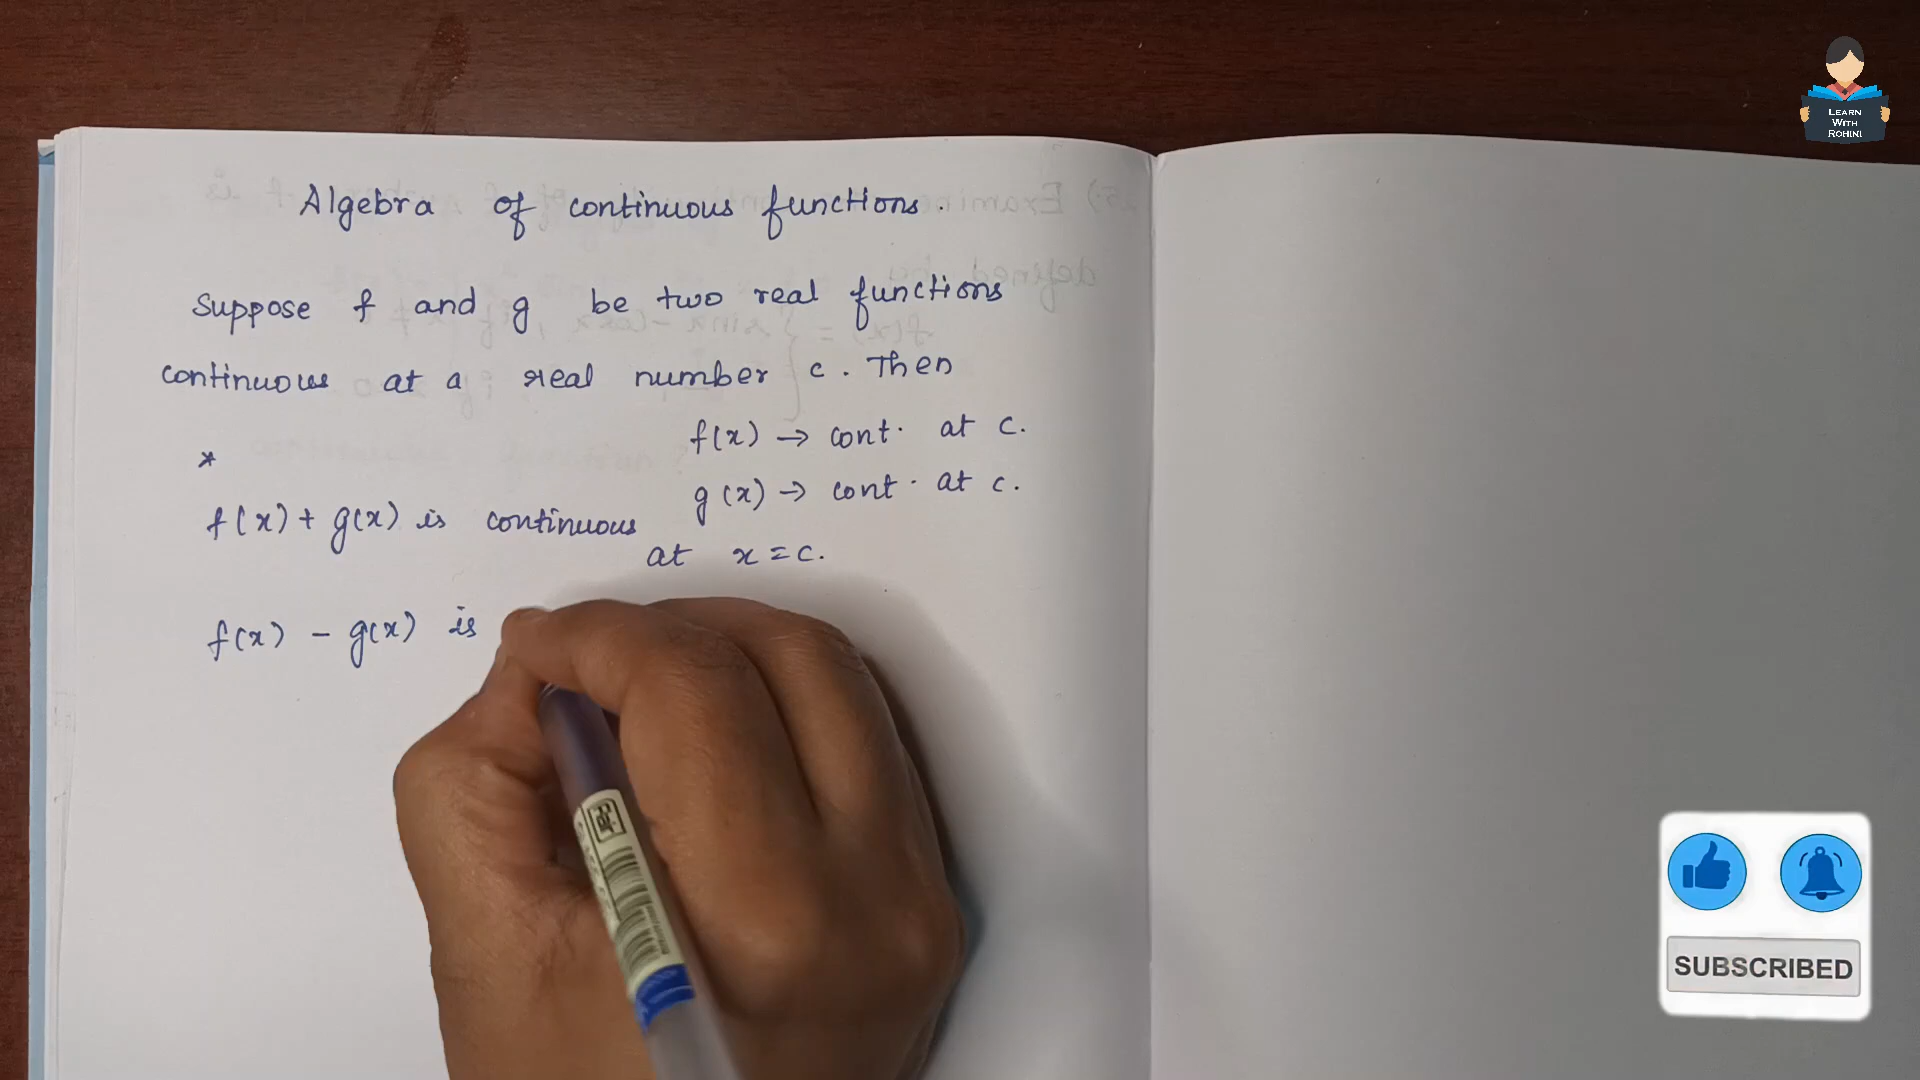 LEARN
WITH
ROHINI
Algebra of continuous functions.
Suppose f and g be two real functions
continuous at a real number c. Then
*
f(x) → cont. at c.
g(x) → cont. at c.
f(x) + g(x) is continuous
at x = c.
f(x) - g(x) is
SUBSCRIBED